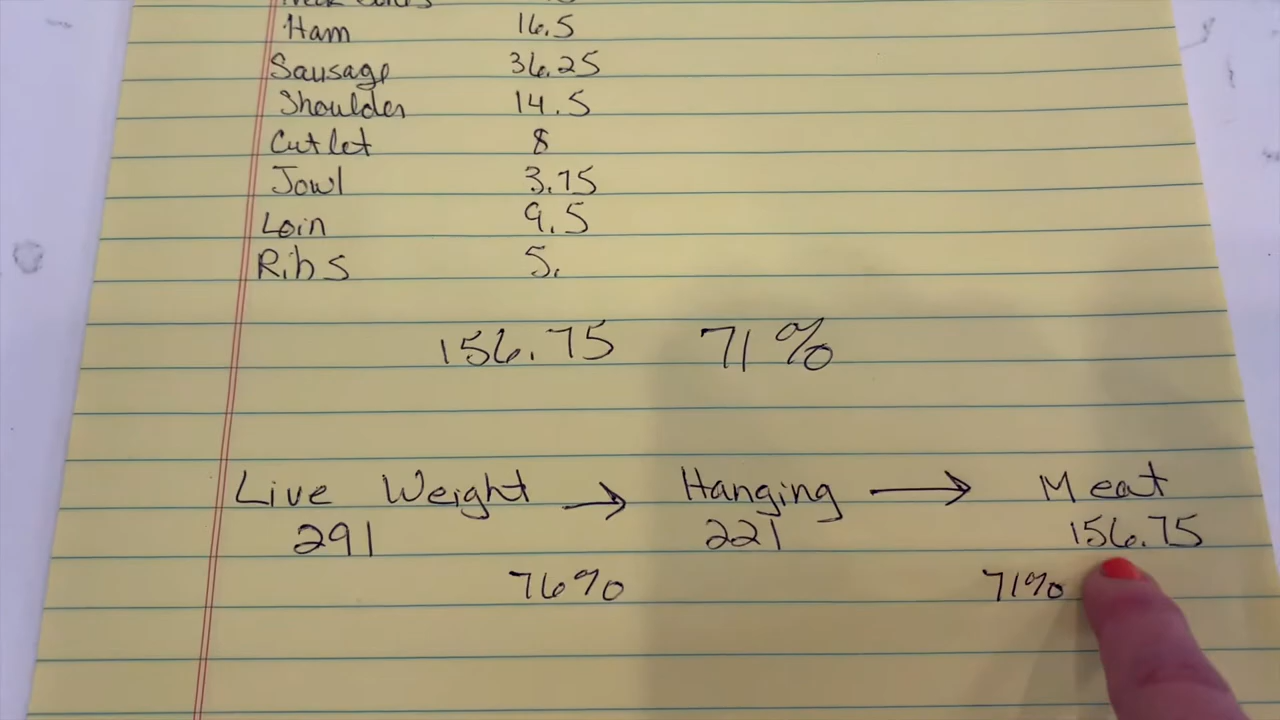 Ham 16.5
Sausage 36.25
Shoulder 14.5
Cutlet 8
Jowl 3.75
Loin 9.5
Ribs 5.
156.75 71%
Live Weight → Hanging → Meat
291 221 156.75
76% 71%